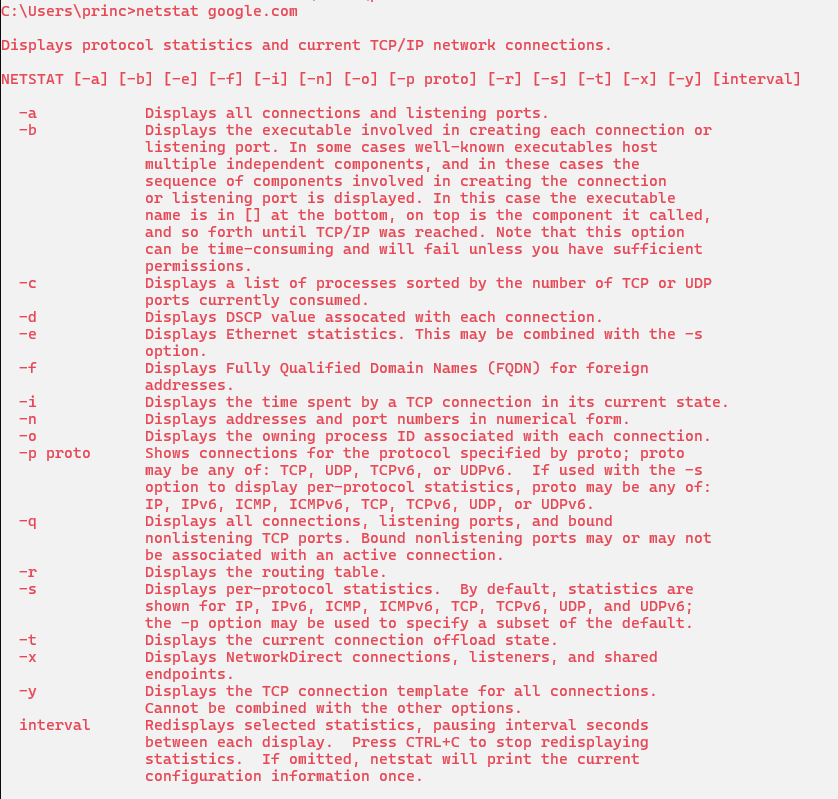 C:\Users\princ>netstat google.com
Displays protocol statistics and current TCP/IP network connections.
NETSTAT [-a] [-b] [-e] [-f] [-i] [-n] [-o] [-p proto] [-r] [-s] [-t] [-x] [-y] [interval]
-a Displays all connections and listening ports.
-b Displays the executable involved in creating each connection or
listening port. In some cases well-known executables host
multiple independent components, and in these cases the
sequence of components involved in creating the connection
or listening port is displayed. In this case the executable
name is in [] at the bottom, on top is the component it called,
and so forth until TCP/IP was reached. Note that this option
can be time-consuming and will fail unless you have sufficient
permissions.
-c Displays a list of processes sorted by the number of TCP or UDP
ports currently consumed.
-d Displays DSCP value assocated with each connection.
-e Displays Ethernet statistics. This may be combined with the -s
option.
-f Displays Fully Qualified Domain Names (FQDN) for foreign
addresses.
-i Displays the time spent by a TCP connection in its current state.
-n Displays addresses and port numbers in numerical form.
-o Displays the owning process ID associated with each connection.
-p proto Shows connections for the protocol specified by proto; proto
may be any of: TCP, UDP, TCPv6, or UDPv6.  If used with the -s
option to display per-protocol statistics, proto may be any of:
IP, IPv6, ICMP, ICMPv6, TCP, TCPv6, UDP, or UDPv6.
-q Displays all connections, listening ports, and bound
nonlistening TCP ports. Bound nonlistening ports may or may not
be associated with an active connection.
-r Displays the routing table.
-s Displays per-protocol statistics.  By default, statistics are
shown for IP, IPv6, ICMP, ICMPv6, TCP, TCPv6, UDP, and UDPv6;
the -p option may be used to specify a subset of the default.
-t Displays the current connection offload state.
-x Displays NetworkDirect connections, listeners, and shared
endpoints.
-y Displays the TCP connection template for all connections.
Cannot be combined with the other options.
interval Redisplays selected statistics, pausing interval seconds
between each display.  Press CTRL+C to stop redisplaying
statistics.  If omitted, netstat will print the current
configuration information once.